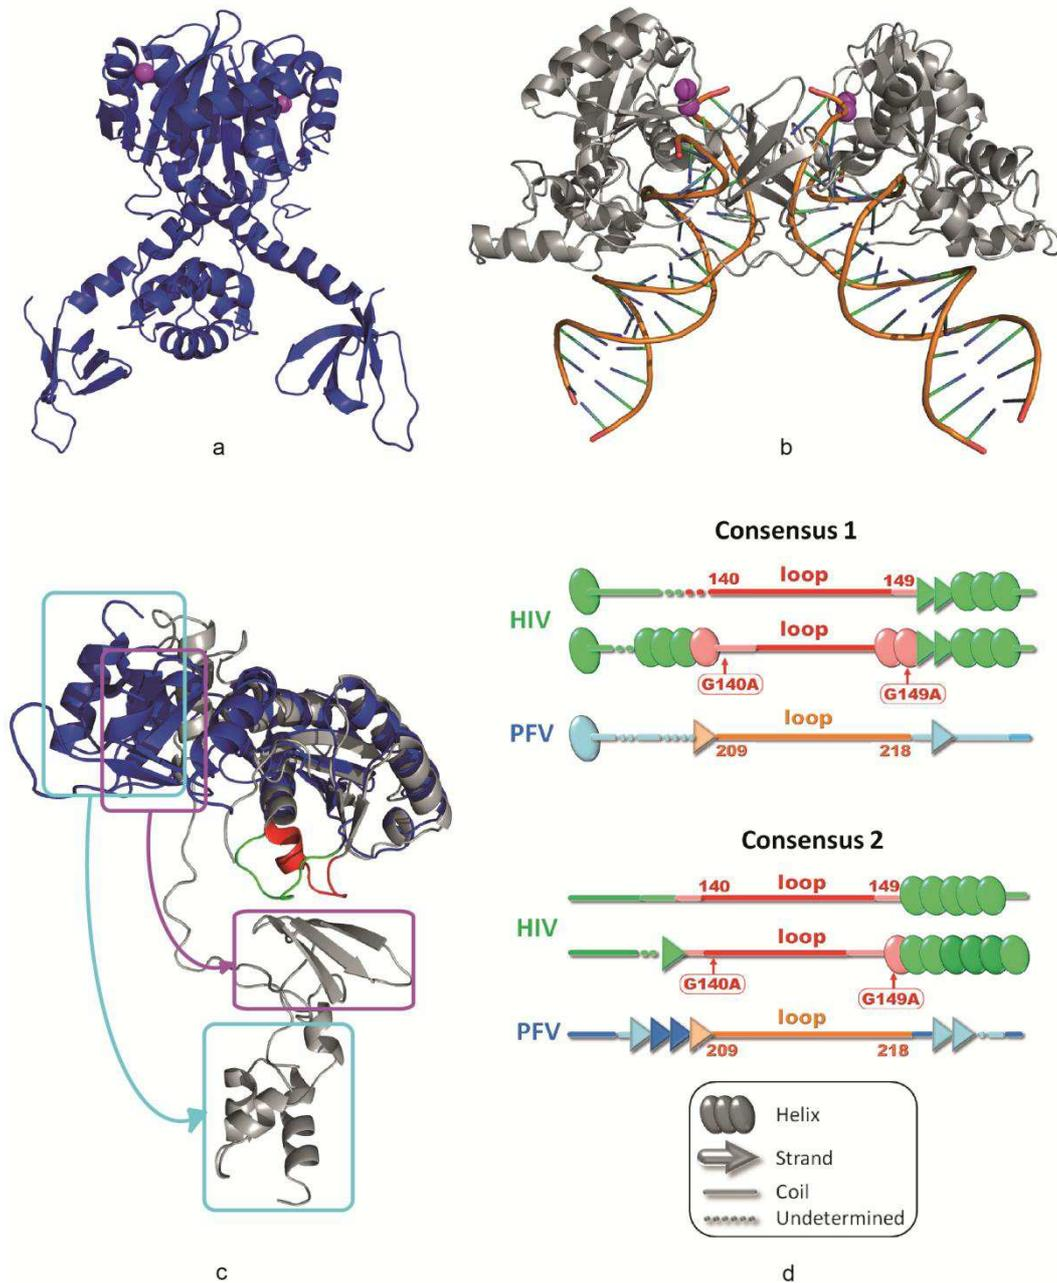 a
b
Consensus 1
140 loop 149
HIV
loop
G140A G149A
PFV loop
209 218
Consensus 2
140 loop 149
HIV
loop
G140A G149A
PFV loop
209 218
Helix
Strand
Coil
Undetermined
c
d